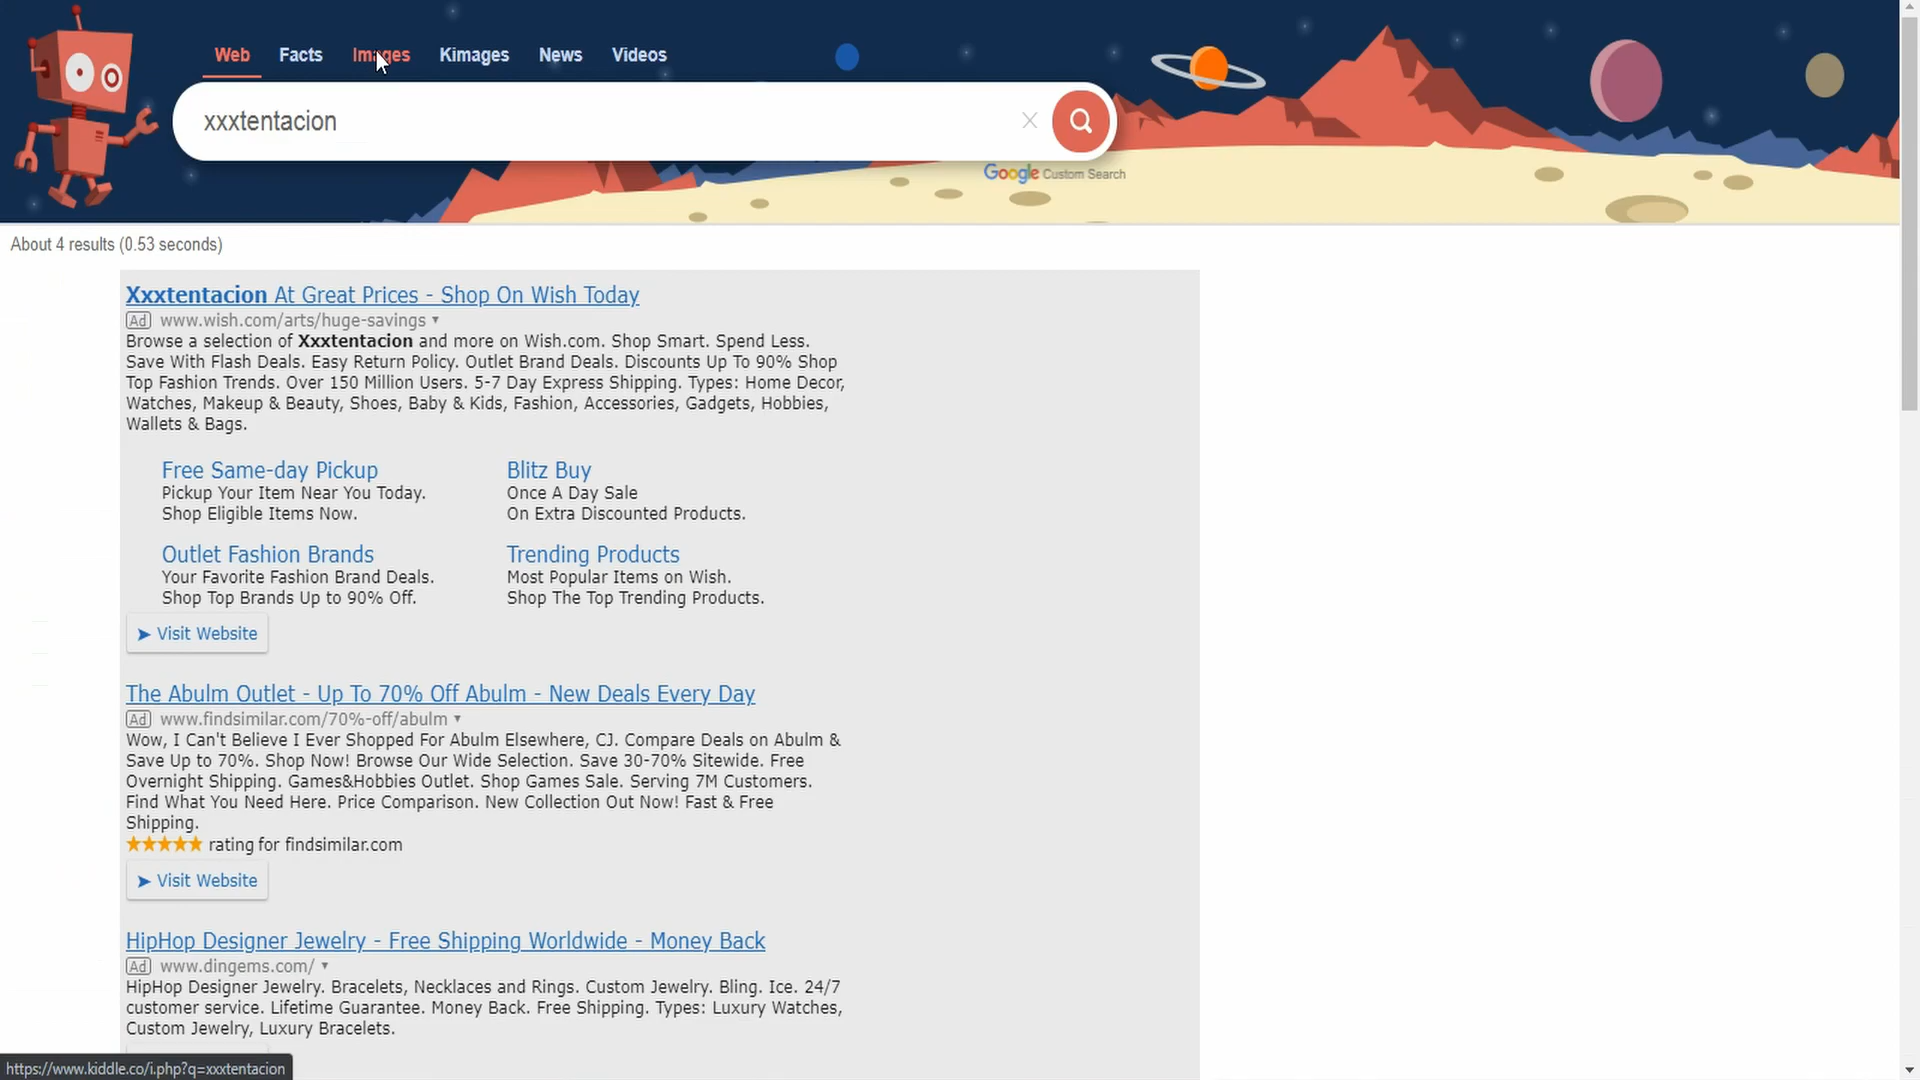 Web Facts Images Kimages News Videos
xxxtentacion
Google Custom Search
About 4 results (0.53 seconds)
Xxxtentacion At Great Prices - Shop On Wish Today
Ad www.wish.com/arts/huge-savings
Browse a selection of Xxxtentacion and more on Wish.com. Shop Smart. Spend Less.
Save With Flash Deals. Easy Return Policy. Outlet Brand Deals. Discounts Up To 90% Shop
Top Fashion Trends. Over 150 Million Users. 5-7 Day Express Shipping. Types: Home Decor,
Watches, Makeup & Beauty, Shoes, Baby & Kids, Fashion, Accessories, Gadgets, Hobbies,
Wallets & Bags.
Free Same-day Pickup
Pickup Your Item Near You Today.
Shop Eligible Items Now.
Blitz Buy
Once A Day Sale
On Extra Discounted Products.
Outlet Fashion Brands
Your Favorite Fashion Brand Deals.
Shop Top Brands Up to 90% Off.
Trending Products
Most Popular Items on Wish.
Shop The Top Trending Products.
Visit Website
The Abulm Outlet - Up To 70% Off Abulm - New Deals Every Day
Ad www.findsimilar.com/70%-off/abulm
Wow, I Can't Believe I Ever Shopped For Abulm Elsewhere, CJ. Compare Deals on Abulm &
Save Up to 70%. Shop Now! Browse Our Wide Selection. Save 30-70% Sitewide. Free
Overnight Shipping. Games&Hobbies Outlet. Shop Games Sale. Serving 7M Customers.
Find What You Need Here. Price Comparison. New Collection Out Now! Fast & Free
Shipping.
rating for findsimilar.com
Visit Website
HipHop Designer Jewelry - Free Shipping Worldwide - Money Back
Ad www.dingems.com/
HipHop Designer Jewelry. Bracelets, Necklaces and Rings. Custom Jewelry. Bling. Ice. 24/7
customer service. Lifetime Guarantee. Money Back. Free Shipping. Types: Luxury Watches,
Custom Jewelry, Luxury Bracelets.
https://www.kiddle.co/i.php?q=xxxtentacion